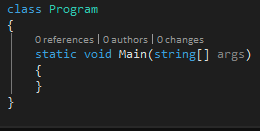 class Program
{
0 references | 0 authors | 0 changes
static void Main(string[] args)
{
}
}